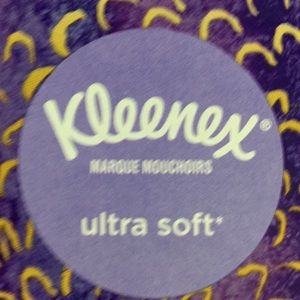 Kleenex®
MARQUE MOUCHOIRS
ultra soft*